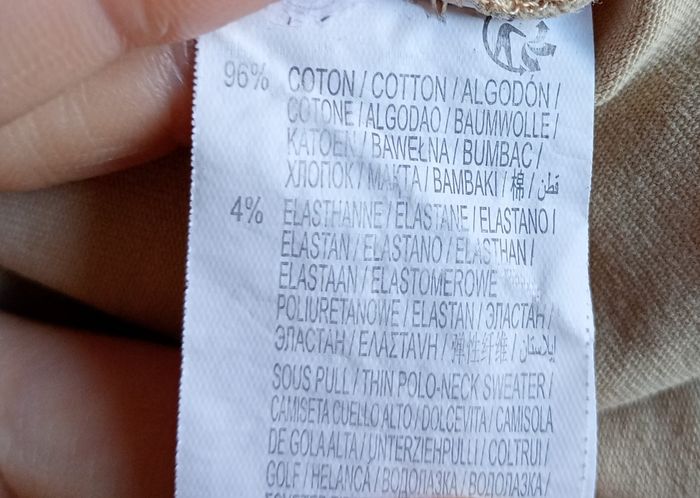 96% COTON / COTTON / ALGODÓN /
COTONE / ALGODAO / BAUMWOLLE /
KATOEN / BAWEŁNA / BUMBAC /
ХЛОПОК / МАКТА / ΒΑΜΒΑΚΙ / 棉 / قطن
4% ELASTHANNE / ELASTANE / ELASTANO /
ELASTAN / ELASTANO / ELASTHAN /
ELASTAAN / ELASTOMEROWE
POLIURETANOWE / ELASTAN / ЭЛАСТАН /
ЭЛАСТАН / ΕΛΑΣΤΑΝΗ / 弹性纤维 / إيلاستان
SOUS PULL / THIN POLO-NECK SWEATER /
CAMISETA CUELLO ALTO / DOLCEVITA / CAMISOLA
DE GOLA ALTA / UNTERZIEHPULLI / COLTRUI /
GOLF / HELANCĂ / ВОДОЛАЗКА / ВОДОЛАЗКА /